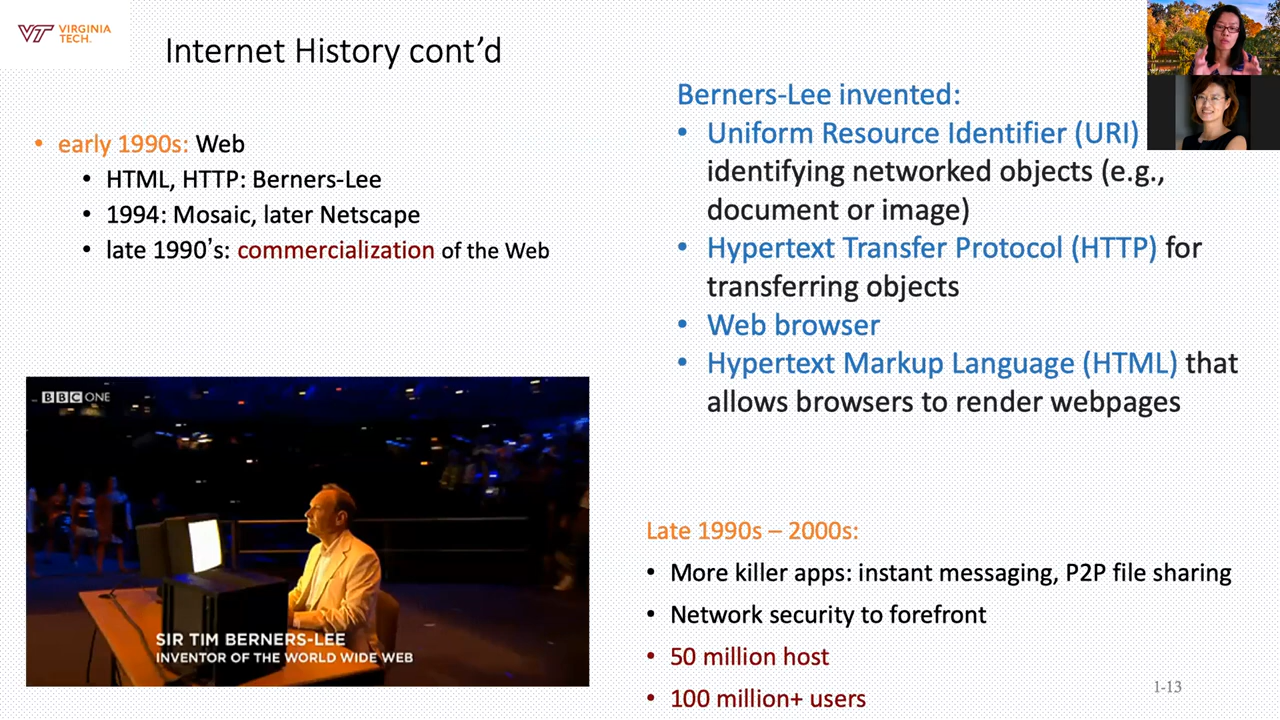 VT VIRGINIA
TECH.
Internet History cont’d
• early 1990s: Web
• HTML, HTTP: Berners-Lee
• 1994: Mosaic, later Netscape
• late 1990’s: commercialization of the Web
BBC ONE
SIR TIM BERNERS-LEE
INVENTOR OF THE WORLD WIDE WEB
Berners-Lee invented:
• Uniform Resource Identifier (URI)
identifying networked objects (e.g.,
document or image)
• Hypertext Transfer Protocol (HTTP) for
transferring objects
• Web browser
• Hypertext Markup Language (HTML) that
allows browsers to render webpages
Late 1990s – 2000s:
• More killer apps: instant messaging, P2P file sharing
• Network security to forefront
• 50 million host
• 100 million+ users
1-13